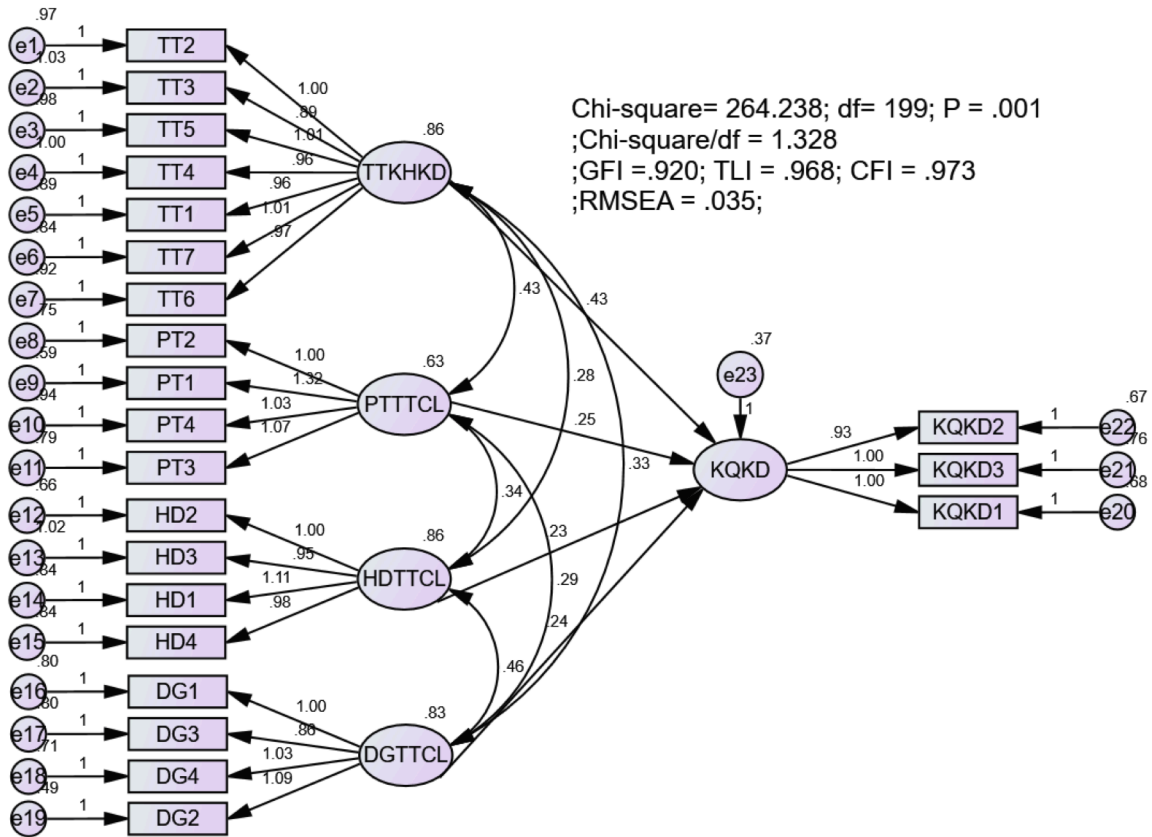 .97
e1 1 TT2
1.03
e2 1 TT3
.98
e3 1 TT5
1.00
e4 1 TT4
.89
e5 1 TT1
.84
e6 1 TT7
.92
e7 1 TT6
.75
e8 1 PT2
.59
e9 1 PT1
.94
e10 1 PT4
.79
e11 1 PT3
.66
e12 1 HD2
1.02
e13 1 HD3
.84
e14 1 HD1
.84
e15 1 HD4
.80
e16 1 DG1
.80
e17 1 DG3
.71
e18 1 DG4
.49
e19 1 DG2
1.00
.89
1.01
.96
.96
1.01
.97
.86
TTKHKD
1.00
1.32
1.03
1.07
.63
PTTTCL
1.00
.95
1.11
.98
.86
HDTTCL
1.00
.86
1.03
1.09
.83
DGTTCL
Chi-square= 264.238; df= 199; P = .001
;Chi-square/df = 1.328
;GFI =.920; TLI = .968; CFI = .973
;RMSEA = .035;
.43
.43
.28
.25
.33
.34
.23
.29
.24
.46
.37
e23
1
KQKD
.93
1.00
1.00
.67
KQKD2 1 e22
.76
KQKD3 1 e21
.68
KQKD1 1 e20